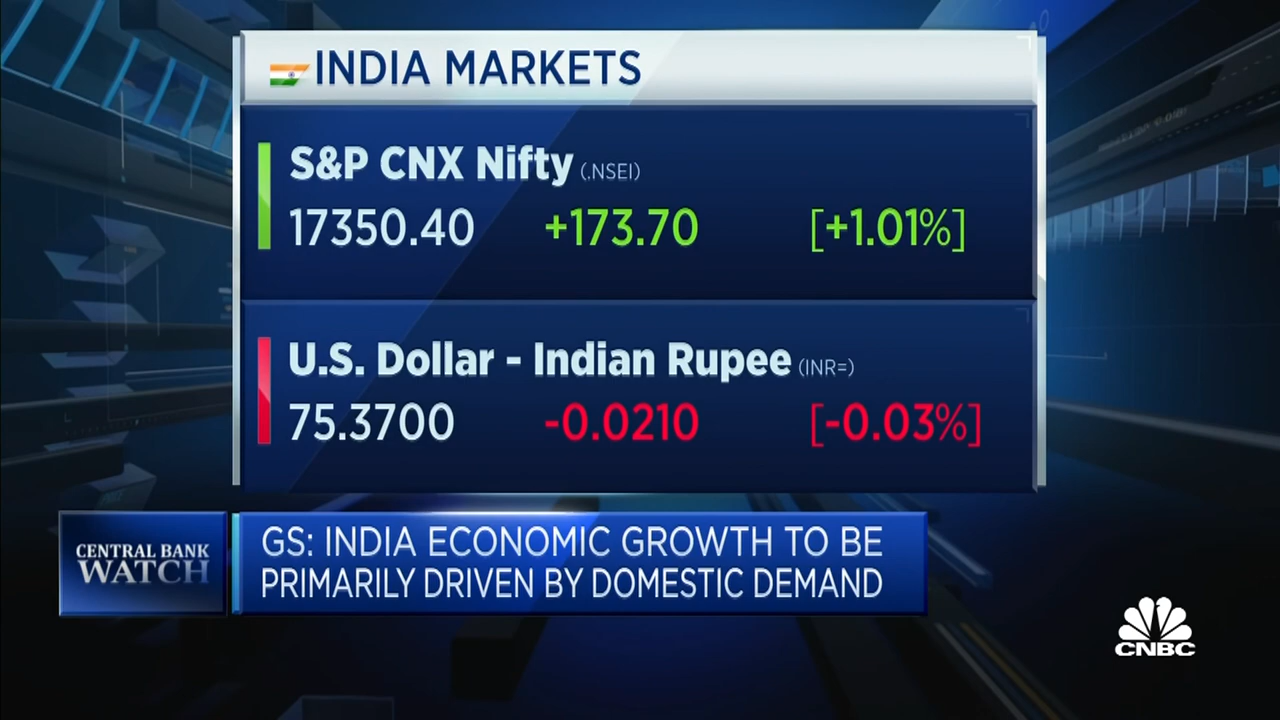 INDIA MARKETS
S&P CNX Nifty (.NSEI)
17350.40 +173.70 [+1.01%]
U.S. Dollar - Indian Rupee (INR=)
75.3700 -0.0210 [-0.03%]
CENTRAL BANK
WATCH
GS: INDIA ECONOMIC GROWTH TO BE
PRIMARILY DRIVEN BY DOMESTIC DEMAND
CNBC